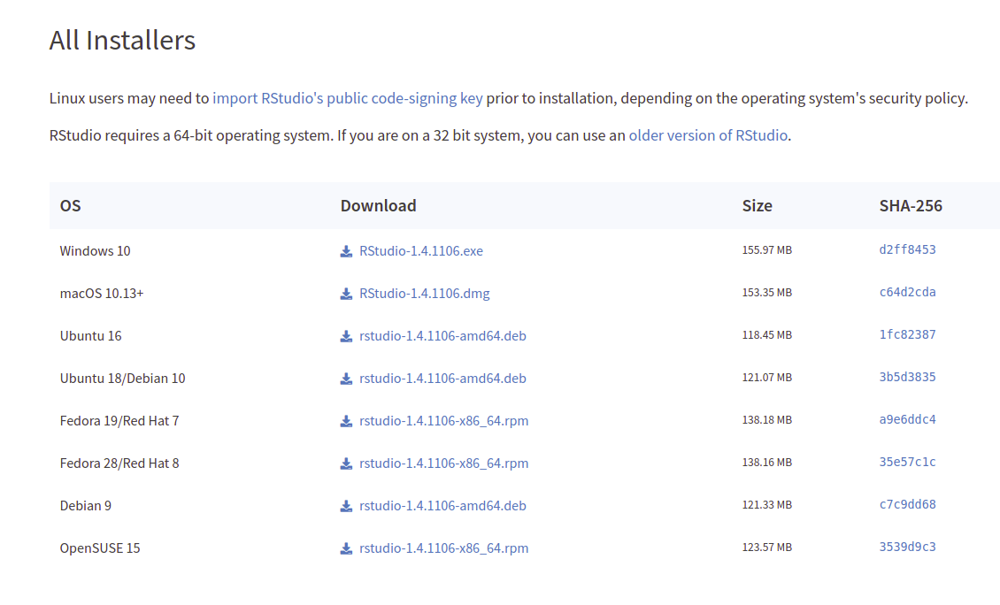 All Installers
Linux users may need to import RStudio's public code-signing key prior to installation, depending on the operating system's security policy.
RStudio requires a 64-bit operating system. If you are on a 32 bit system, you can use an older version of RStudio.
OS Download Size SHA-256
Windows 10 RStudio-1.4.1106.exe 155.97 MB d2ff8453
macOS 10.13+ RStudio-1.4.1106.dmg 153.35 MB c64d2cda
Ubuntu 16 rstudio-1.4.1106-amd64.deb 118.45 MB 1fc82387
Ubuntu 18/Debian 10 rstudio-1.4.1106-amd64.deb 121.07 MB 3b5d3835
Fedora 19/Red Hat 7 rstudio-1.4.1106-x86_64.rpm 138.18 MB a9e6ddc4
Fedora 28/Red Hat 8 rstudio-1.4.1106-x86_64.rpm 138.16 MB 35e57c1c
Debian 9 rstudio-1.4.1106-amd64.deb 121.33 MB c7c9dd68
OpenSUSE 15 rstudio-1.4.1106-x86_64.rpm 123.57 MB 3539d9c3